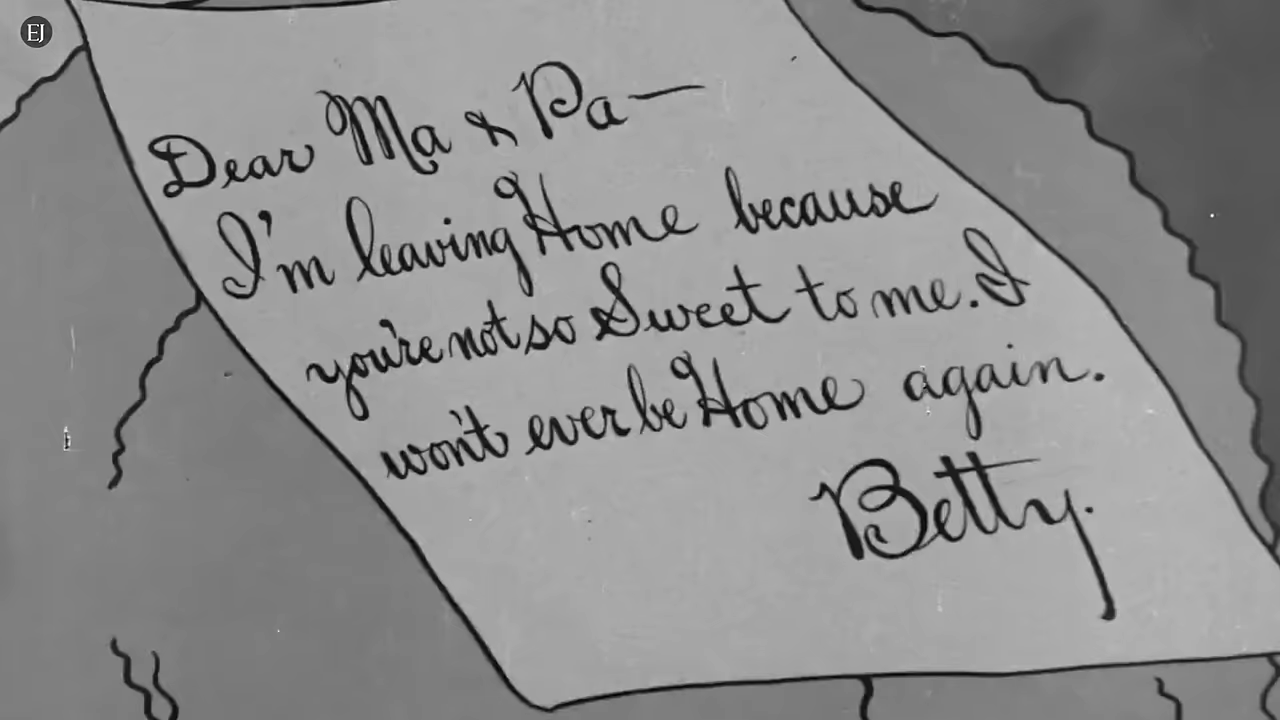 EJ
Dear Ma & Pa—
I'm leaving Home because
you're not so Sweet to me. I
won't ever be Home again.
Betty.